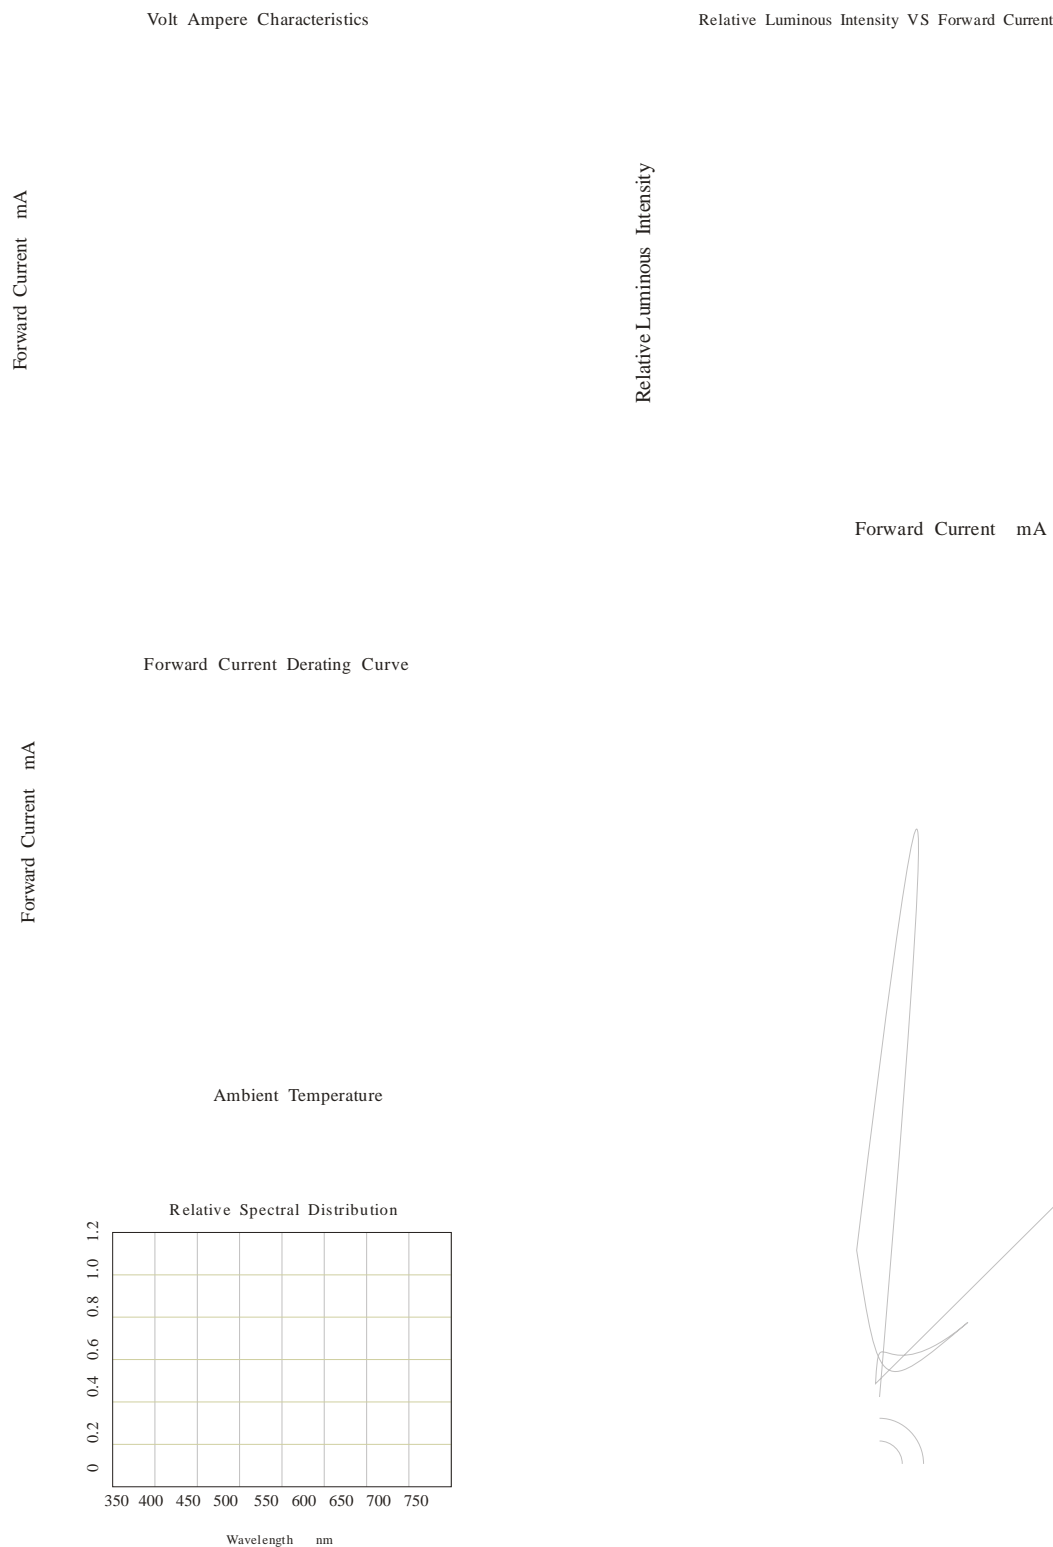 Volt Ampere Characteristics
Relative Luminous Intensity VS Forward Current
Forward Current mA
Relative Luminous Intensity
Forward Current mA
Forward Current Derating Curve
Forward Current mA
Ambient Temperature
Relative Spectral Distribution
1.2
1.0
0.8
0.6
0.4
0.2
0
350 400 450 500 550 600 650 700 750
Wavelength nm